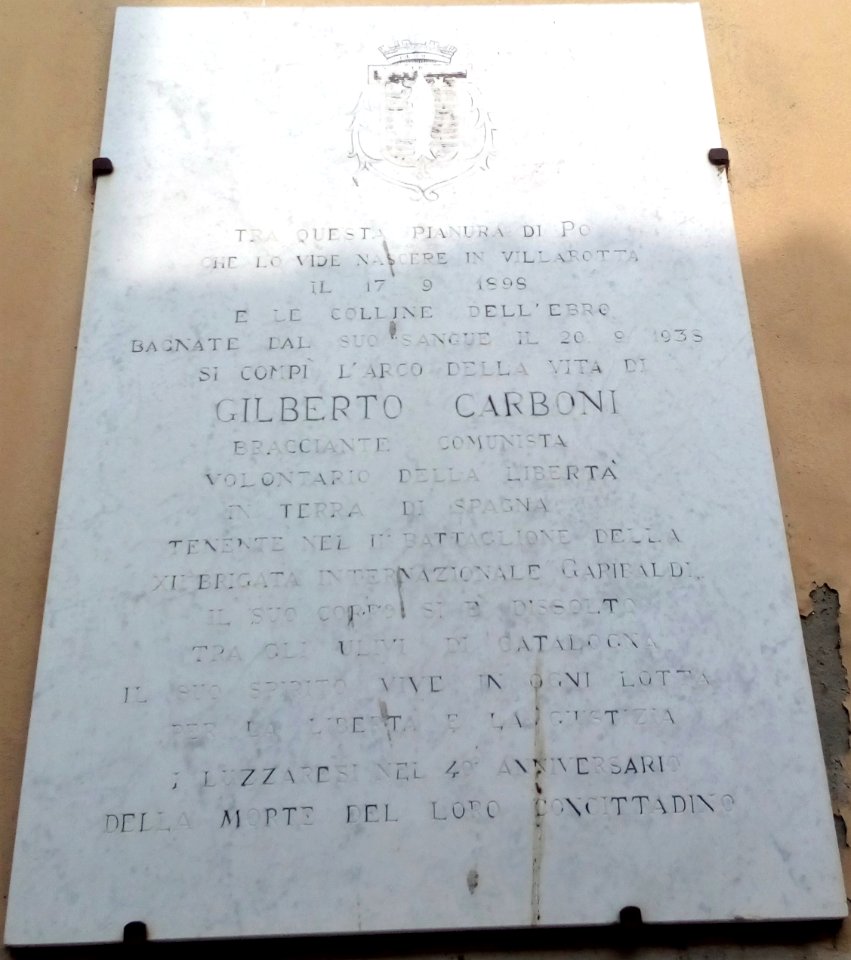 TRA QUESTA PIANURA DI PO
CHE LO VIDE NASCERE IN VILLAROTTA
IL 17 9 1898
E LE COLLINE DELL'EBRO
BAGNATE DAL SUO SANGUE IL 20 9 1938
SI COMPÌ L'ARCO DELLA VITA DI
GILBERTO CARBONI
BRACCIANTE COMUNISTA
VOLONTARIO DELLA LIBERTÀ
IN TERRA DI SPAGNA
TENENTE NEL II° BATTAGLIONE DELLA
XII BRIGATA INTERNAZIONALE GARIBALDI
IL SUO CORPO SI È DISSOLTO
TRA GLI ULIVI DI CATALOGNA
IL SUO SPIRITO VIVE IN OGNI LOTTA
PER LA LIBERTÀ E LA GIUSTIZIA
I LUZZARESI NEL 40° ANNIVERSARIO
DELLA MORTE DEL LORO CONCITTADINO